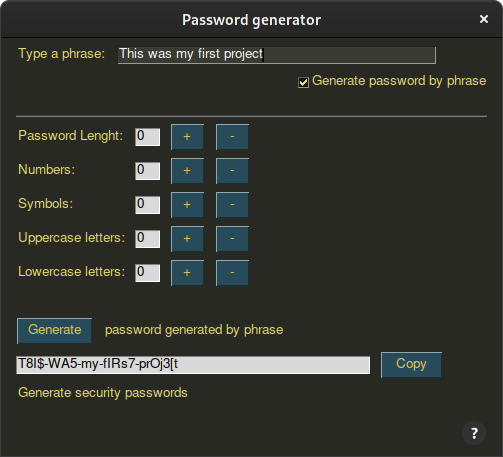 Password generator ×
Type a phrase: This was my first project
Generate password by phrase
Password Lenght: 0 + -
Numbers: 0 + -
Symbols: 0 + -
Uppercase letters: 0 + -
Lowercase letters: 0 + -
Generate password generated by phrase
T8I$-WA5-my-fIRs7-prOj3[t Copy
Generate security passwords
?